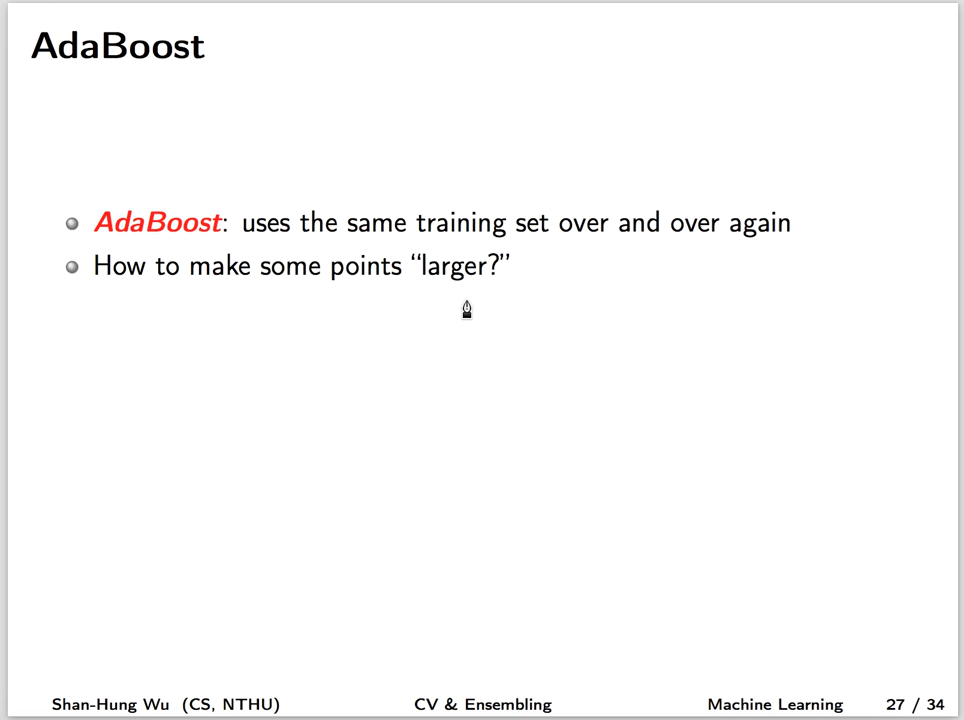 AdaBoost
AdaBoost: uses the same training set over and over again
How to make some points “larger?”
Shan-Hung Wu (CS, NTHU) CV & Ensembling Machine Learning 27 / 34